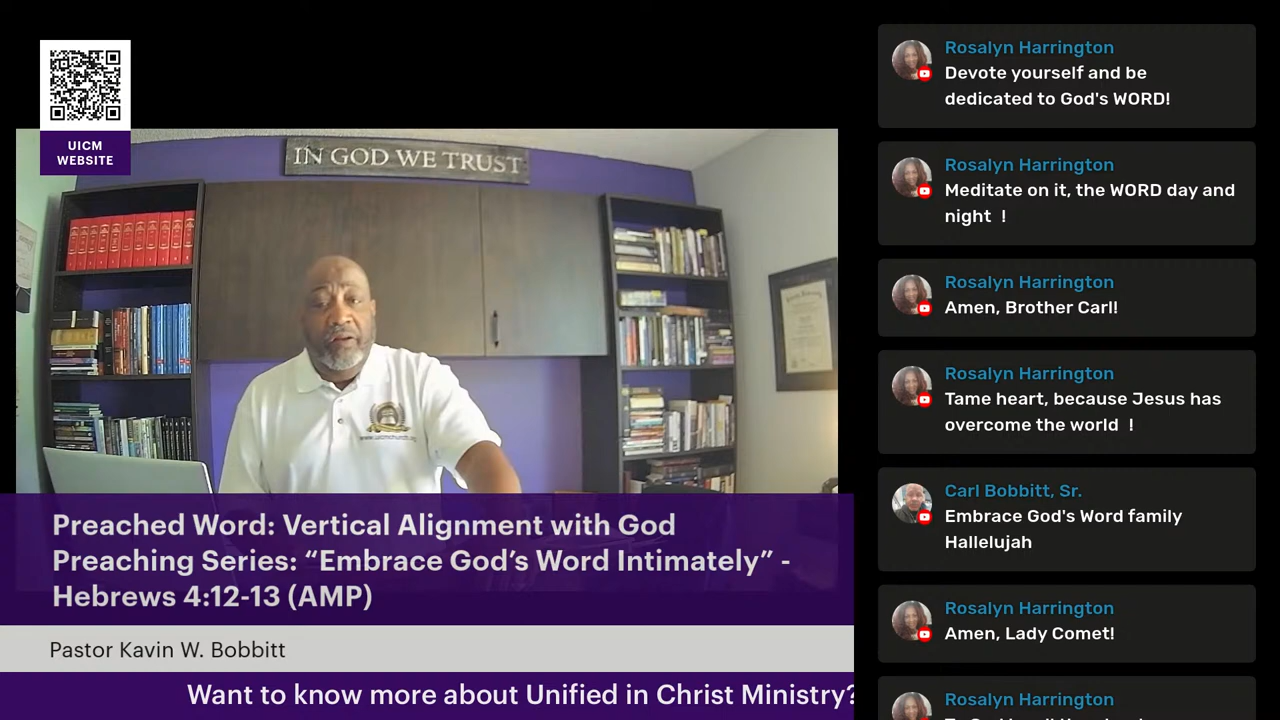 UICM
WEBSITE
IN GOD WE TRUST
www.uicmchurch.org
Preached Word: Vertical Alignment with God
Preaching Series: “Embrace God’s Word Intimately” -
Hebrews 4:12-13 (AMP)
Pastor Kavin W. Bobbitt
Want to know more about Unified in Christ Ministry?
Rosalyn Harrington
Devote yourself and be
dedicated to God's WORD!
Rosalyn Harrington
Meditate on it, the WORD day and
night !
Rosalyn Harrington
Amen, Brother Carl!
Rosalyn Harrington
Tame heart, because Jesus has
overcome the world !
Carl Bobbitt, Sr.
Embrace God's Word family
Hallelujah
Rosalyn Harrington
Amen, Lady Comet!
Rosalyn Harrington